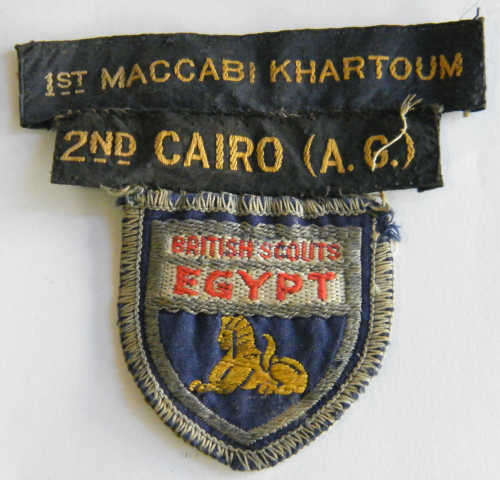 1ST MACCABI KHARTOUM
2ND CAIRO (A. G.)
BRITISH SCOUTS
EGYPT